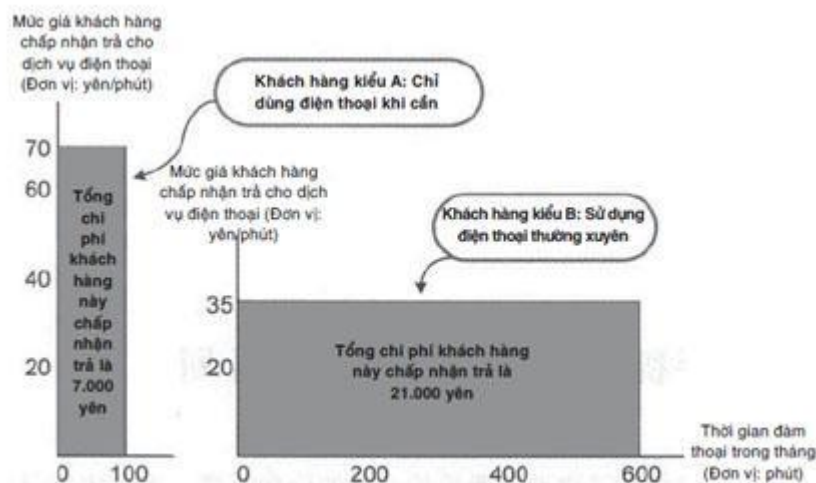 Mức giá khách hàng
chấp nhận trả cho
dịch vụ điện thoại
(Đơn vị: yên/phút)
Khách hàng kiểu A: Chỉ
dùng điện thoại khi cần
70
60
40
20
0
100
Tổng
chi
phí
khách
hàng
này
chấp
nhận
trả là
7.000
yên
Mức giá khách hàng
chấp nhận trả cho dịch
vụ điện thoại (Đơn vị:
yên/phút)
Khách hàng kiểu B: Sử dụng
điện thoại thường xuyên
35
20
Tổng chi phí khách hàng
này chấp nhận trả là
21.000 yên
0
200
400
600
Thời gian đàm
thoại trong tháng
(Đơn vị: phút)